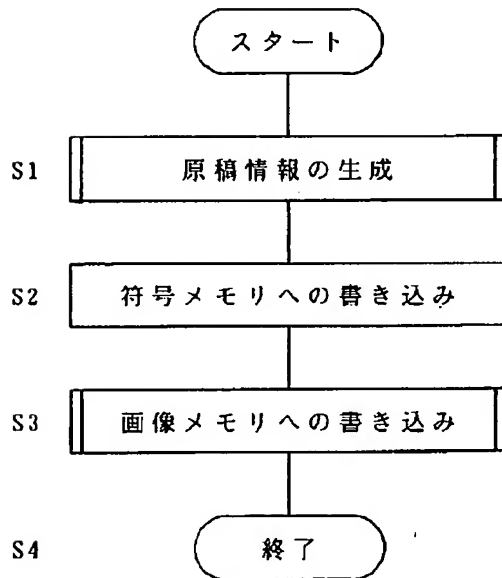 スタート
S1 原稿情報の生成
S2 符号メモリへの書き込み
S3 画像メモリへの書き込み
S4 終了